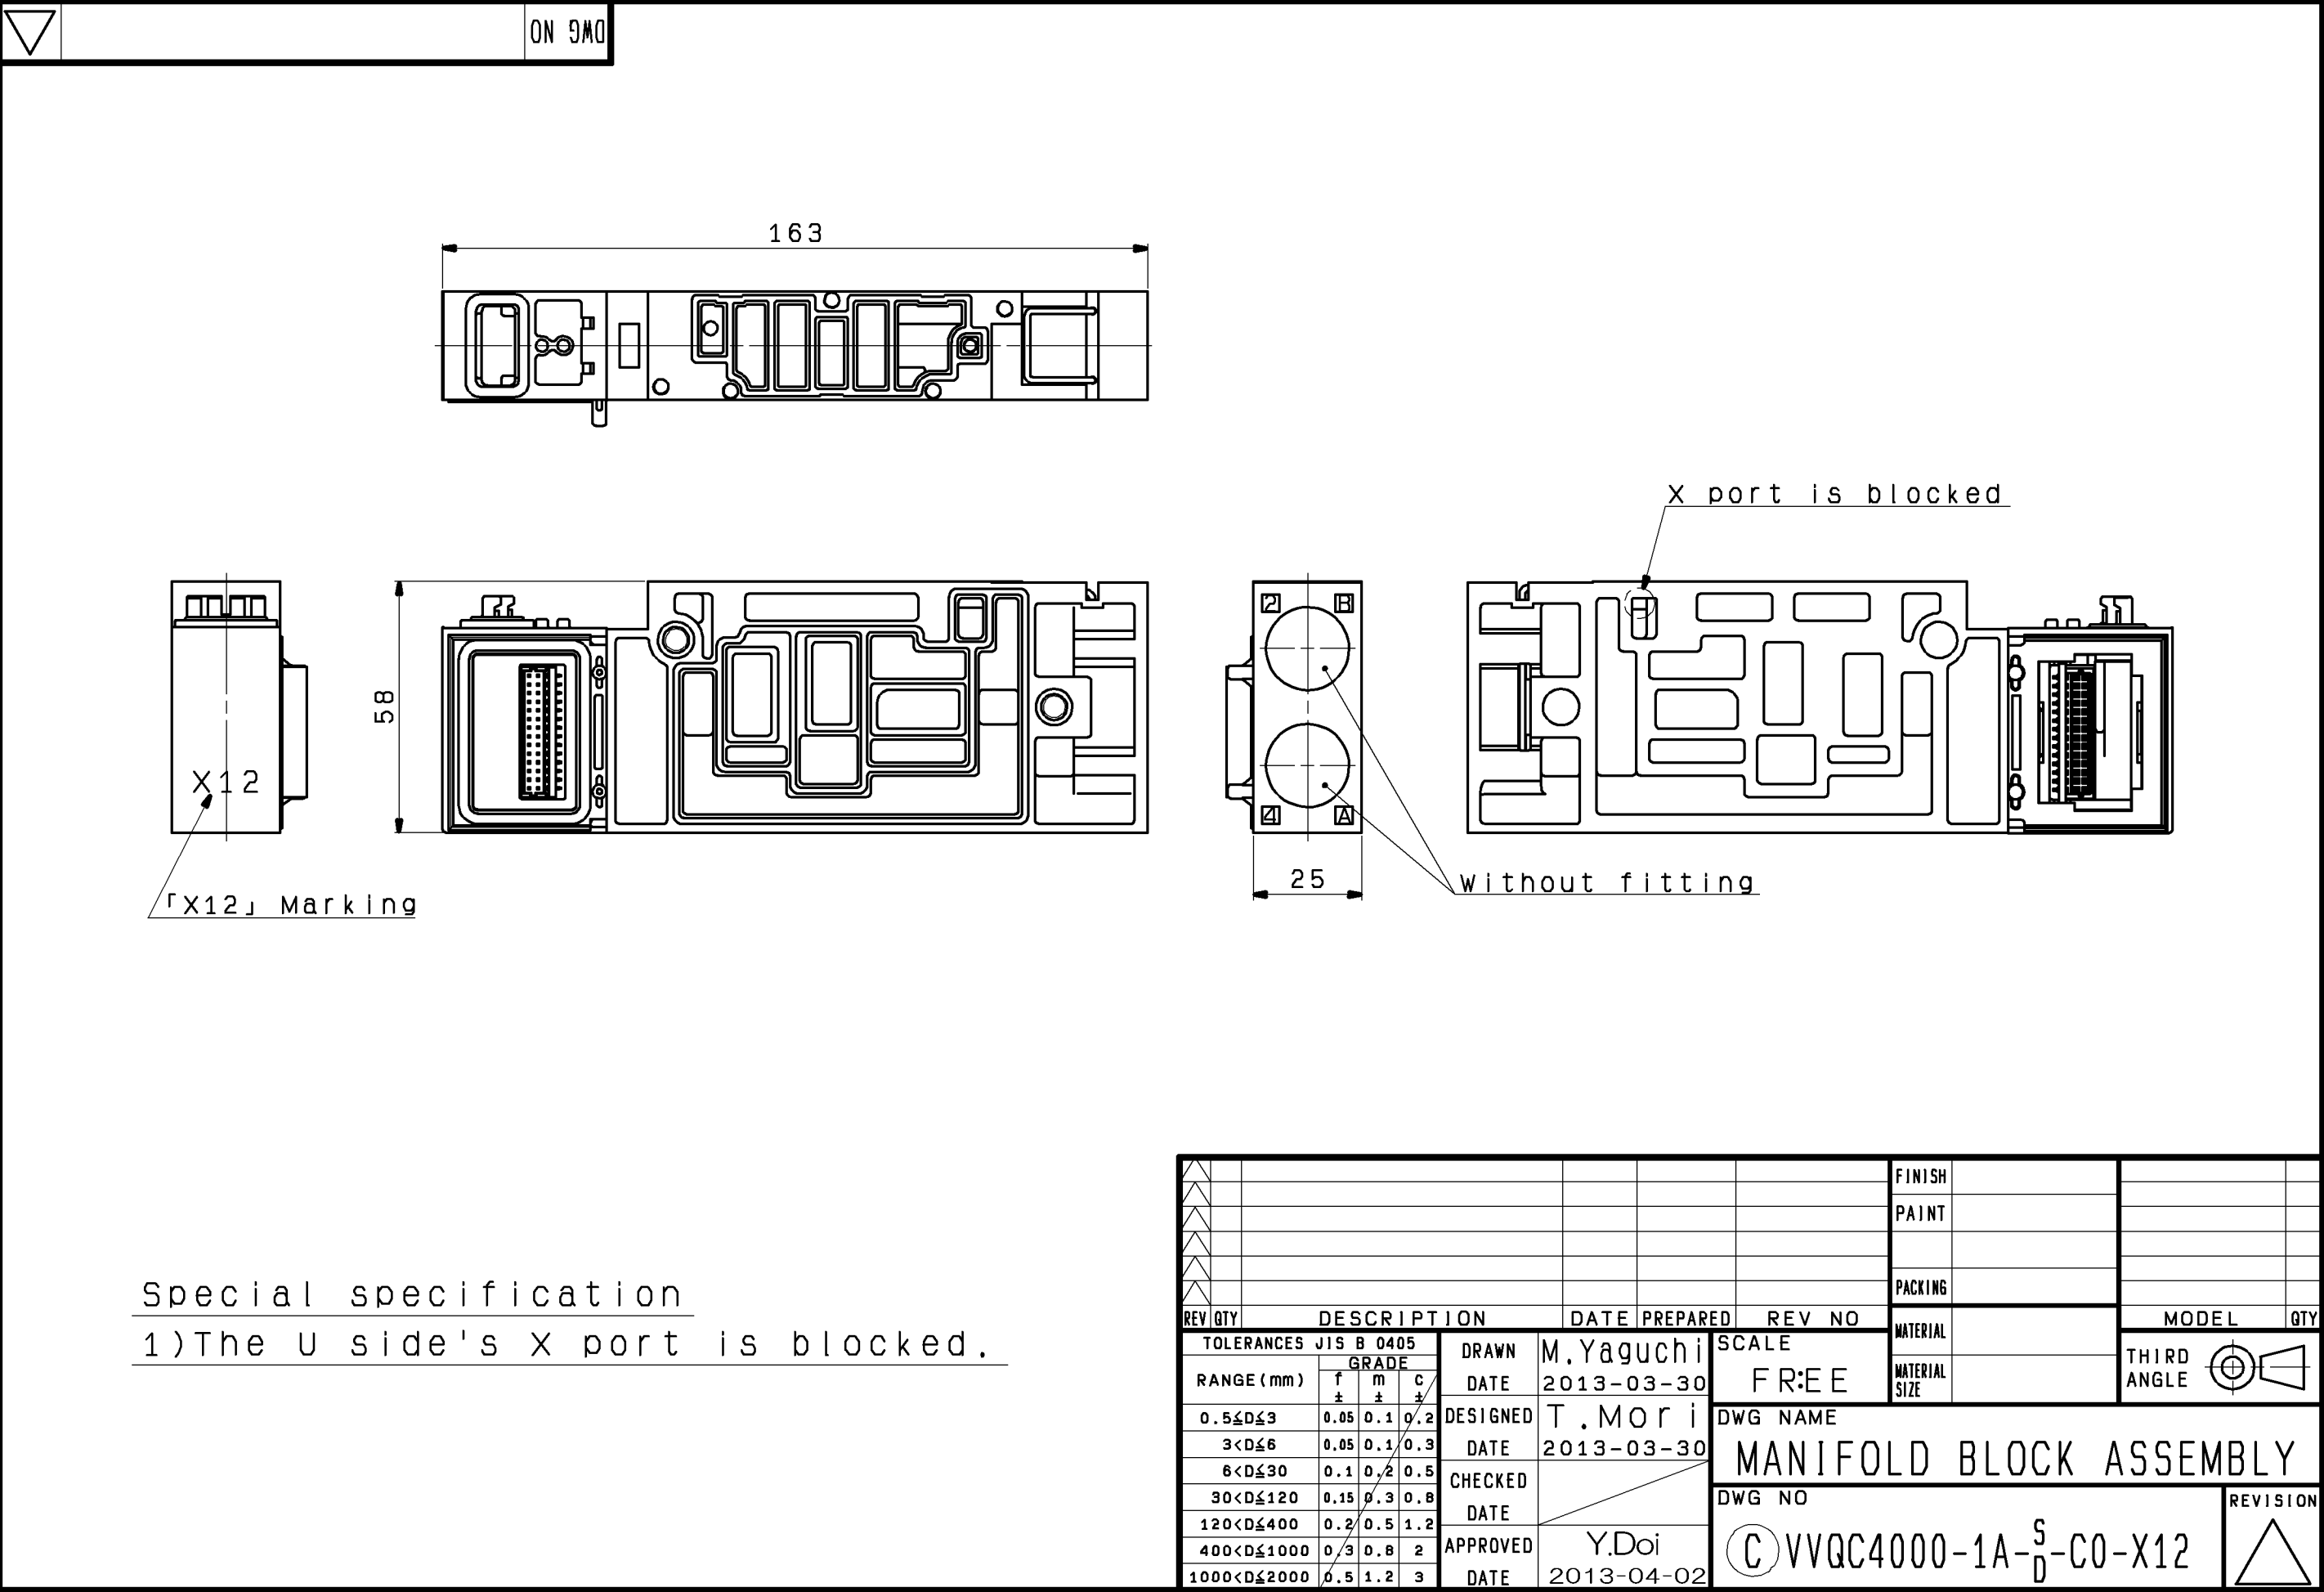 DWG NO
163
X port is blocked
58
2 B
4 A
X12
「X12」 Marking
25
Without fitting
Special specification
1)The U side's X port is blocked.
FINISH
PAINT
PACKING
REV QTY DESCRIPTION DATE PREPARED REV NO
MATERIAL
MATERIAL SIZE
MODEL QTY
TOLERANCES JIS B 0405
RANGE(mm) GRADE
f m c
± ± ±
0.5≦D≦3 0.05 0.1 0.2
3<D≦6 0.05 0.1 0.3
6<D≦30 0.1 0.2 0.5
30<D≦120 0.15 0.3 0.8
120<D≦400 0.2 0.5 1.2
400<D≦1000 0.3 0.8 2
1000<D≦2000 0.5 1.2 3
DRAWN M.Yaguchi
DATE 2013-03-30
DESIGNED T.Mori
DATE 2013-03-30
CHECKED
DATE
APPROVED Y.Doi
DATE 2013-04-02
SCALE
FR:EE
THIRD ANGLE
DWG NAME
MANIFOLD BLOCK ASSEMBLY
DWG NO
C VVQC4000-1A-S/D-C0-X12
REVISION